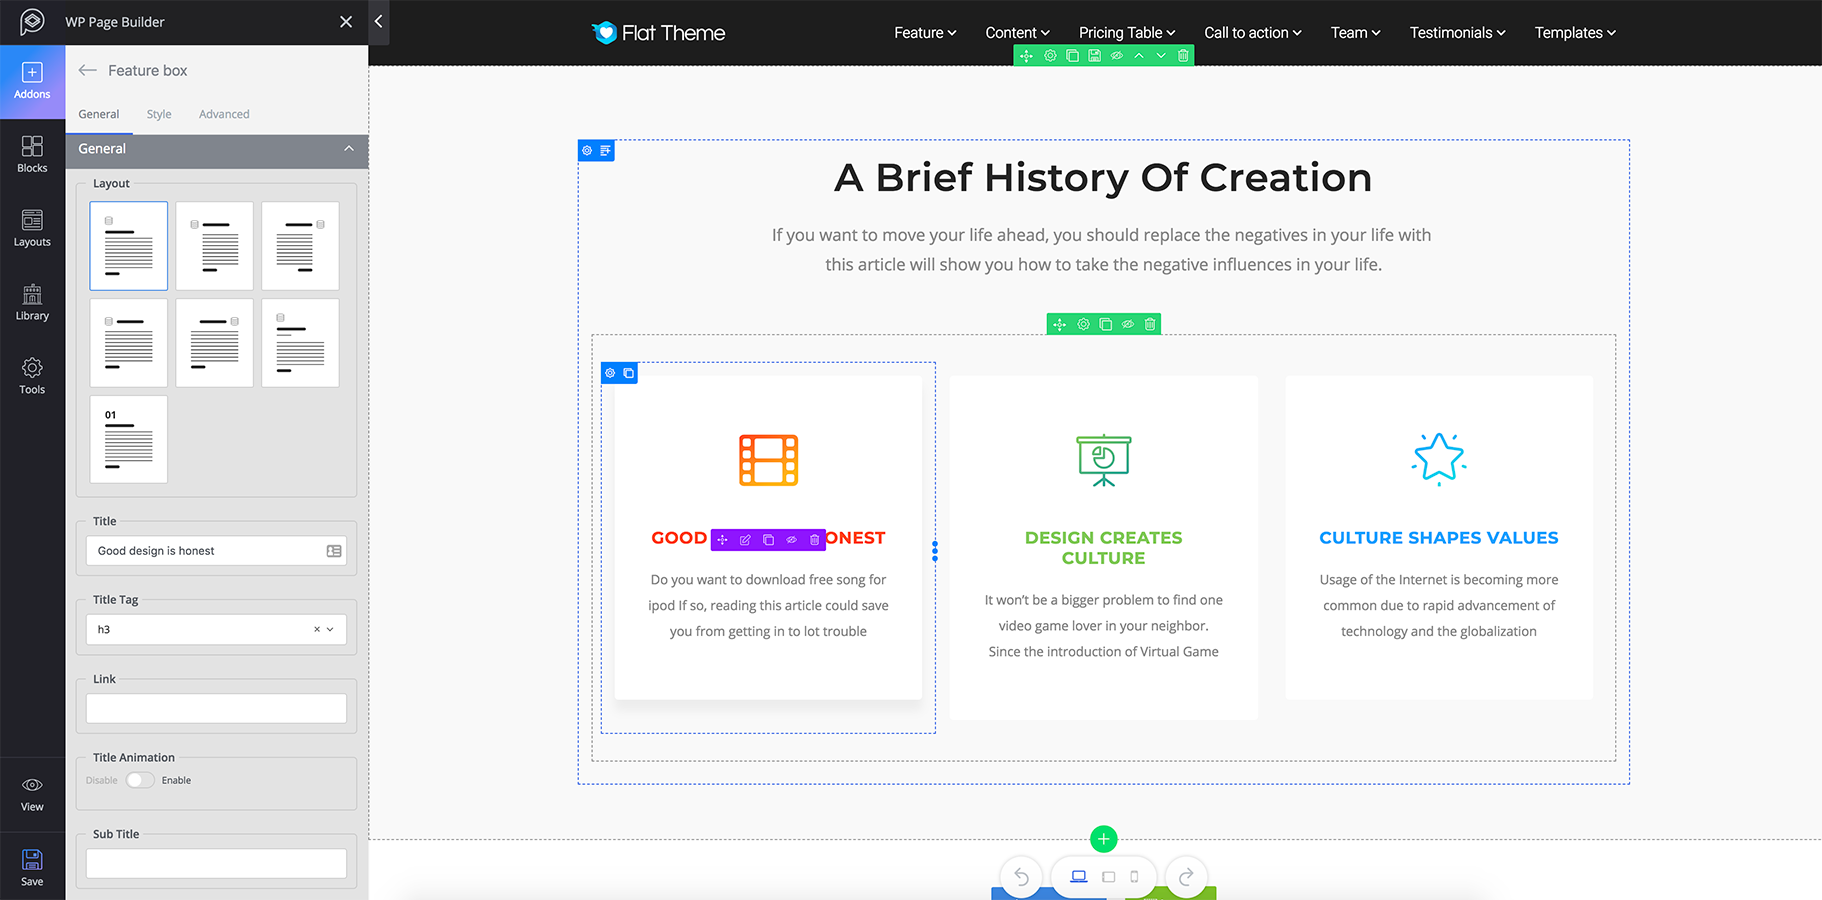 WP Page Builder
Flat Theme
Feature
Content
Pricing Table
Call to action
Team
Testimonials
Templates
Addons
Blocks
Layouts
Library
Tools
View
Save
Feature box
General
Style
Advanced
General
Layout
01
Title
Good design is honest
Title Tag
h3
Link
Title Animation
Disable
Enable
Sub Title
A Brief History Of Creation
If you want to move your life ahead, you should replace the negatives in your life with
this article will show you how to take the negative influences in your life.
GOOD ONEST
Do you want to download free song for
ipod If so, reading this article could save
you from getting in to lot trouble
DESIGN CREATES
CULTURE
It won’t be a bigger problem to find one
video game lover in your neighbor.
Since the introduction of Virtual Game
CULTURE SHAPES VALUES
Usage of the Internet is becoming more
common due to rapid advancement of
technology and the globalization